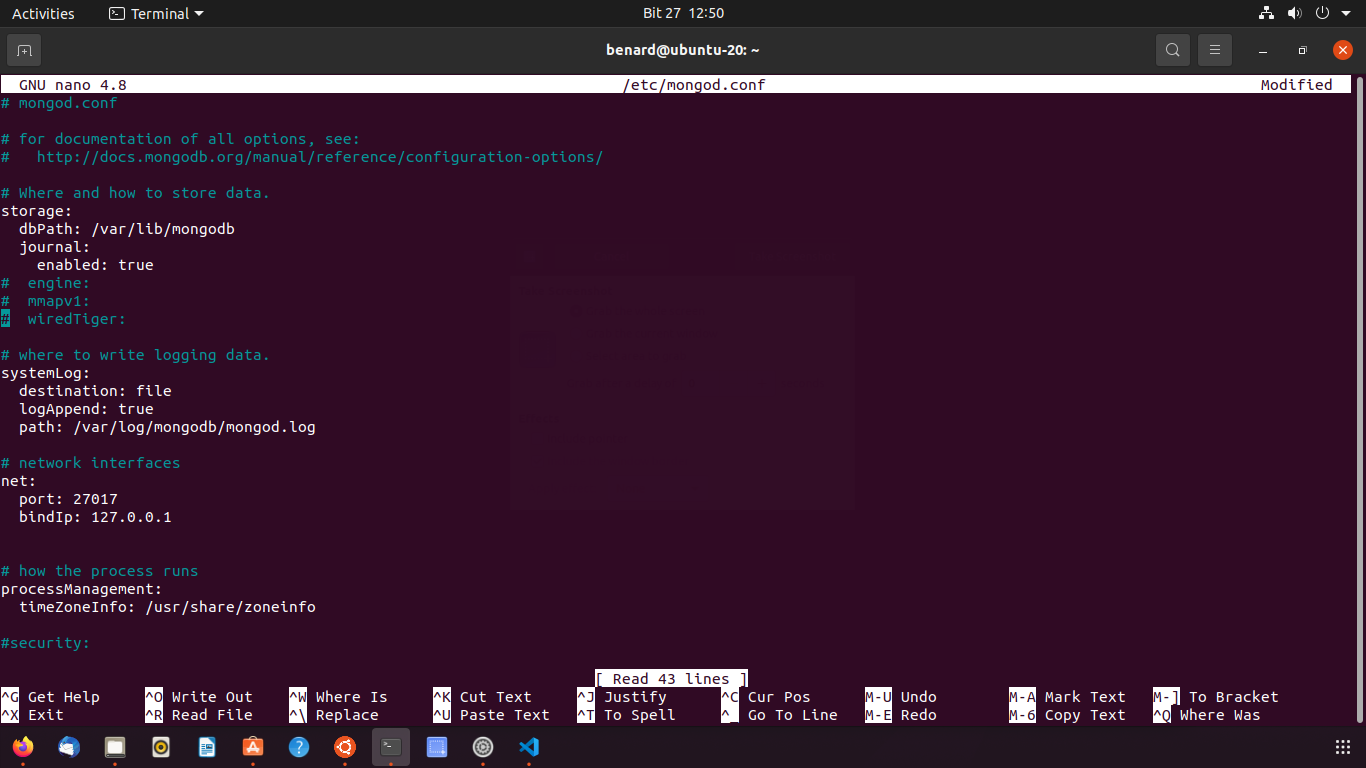 Activities Terminal Bit 27 12:50
benard@ubuntu-20: ~
GNU nano 4.8 /etc/mongod.conf Modified
# mongod.conf
# for documentation of all options, see:
#   http://docs.mongodb.org/manual/reference/configuration-options/
# Where and how to store data.
storage:
  dbPath: /var/lib/mongodb
  journal:
    enabled: true
#  engine:
#  mmapv1:
#  wiredTiger:
# where to write logging data.
systemLog:
  destination: file
  logAppend: true
  path: /var/log/mongodb/mongod.log
# network interfaces
net:
  port: 27017
  bindIp: 127.0.0.1
# how the process runs
processManagement:
  timeZoneInfo: /usr/share/zoneinfo
#security:
[ Read 43 lines ]
^G Get Help ^O Write Out ^W Where Is ^K Cut Text ^J Justify ^C Cur Pos M-U Undo M-A Mark Text M-] To Bracket
^X Exit ^R Read File ^\ Replace ^U Paste Text ^T To Spell ^_ Go To Line M-E Redo M-6 Copy Text ^Q Where Was